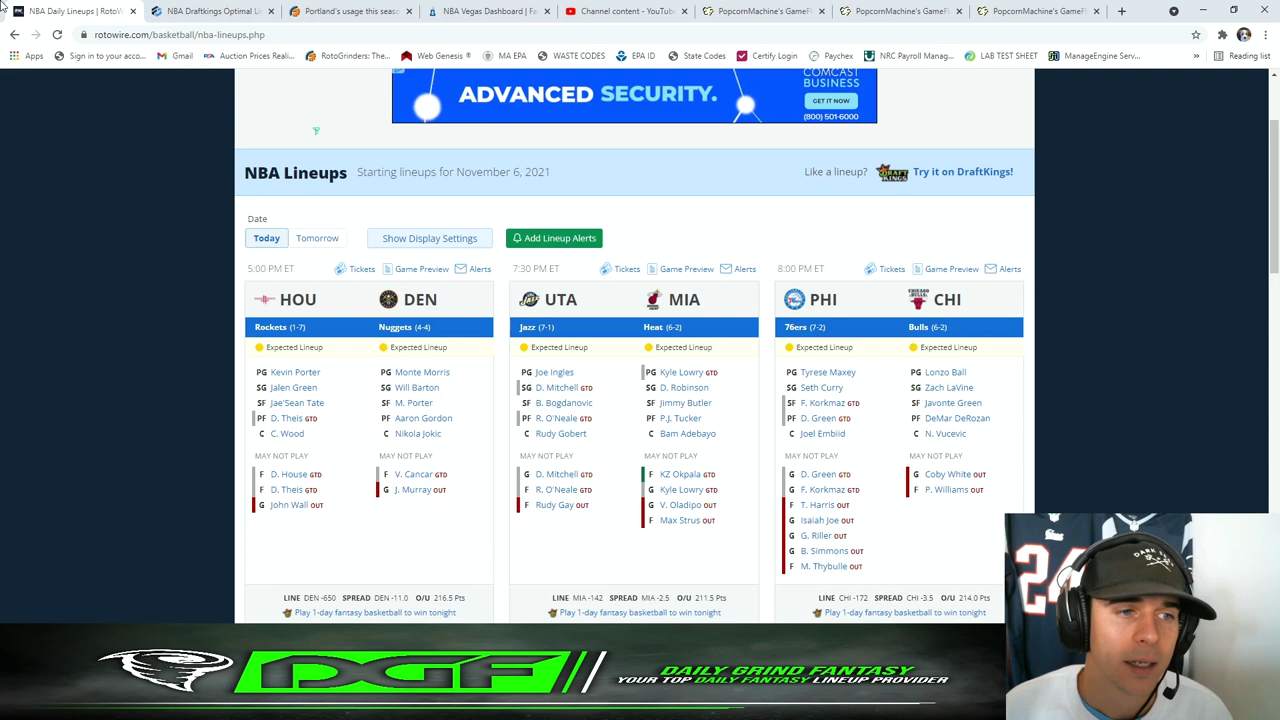 NBA Daily Lineups | RotoW
NBA Draftkings Optimal Li
Portland's usage this seas
NBA Vegas Dashboard | Fa
Channel content - YouTube
PopcornMachine's GameFl
PopcornMachine's GameFl
PopcornMachine's GameFl
rotowire.com/basketball/nba-lineups.php
Apps
Sign in to your acco...
Gmail
Auction Prices Reali...
RotoGrinders: The...
Web Genesis ®
MA EPA
WASTE CODES
EPA ID
State Codes
Certify Login
Paychex
NRC Payroll Manag...
LAB TEST SHEET
ManageEngine Serv...
»
Reading list
ADVANCED SECURITY.
COMCAST
BUSINESS
GET IT NOW
(800) 501-6000
NBA Lineups Starting lineups for November 6, 2021
Like a lineup? DRAFT KINGS Try it on DraftKings!
Date
Today Tomorrow Show Display Settings Add Lineup Alerts
5:00 PM ET Tickets Game Preview Alerts
HOU DEN
Rockets (1-7) Nuggets (4-4)
Expected Lineup Expected Lineup
PG Kevin Porter PG Monte Morris
SG Jalen Green SG Will Barton
SF Jae'Sean Tate SF M. Porter
PF D. Theis GTD PF Aaron Gordon
C C. Wood C Nikola Jokic
MAY NOT PLAY MAY NOT PLAY
F D. House GTD F V. Cancar GTD
F D. Theis GTD G J. Murray OUT
G John Wall OUT
LINE DEN -650 SPREAD DEN -11.0 O/U 216.5 Pts
Play 1-day fantasy basketball to win tonight
7:30 PM ET Tickets Game Preview Alerts
UTA MIA
Jazz (7-1) Heat (6-2)
Expected Lineup Expected Lineup
PG Joe Ingles PG Kyle Lowry GTD
SG D. Mitchell GTD SG D. Robinson
SF B. Bogdanovic SF Jimmy Butler
PF R. O'Neale GTD PF P.J. Tucker
C Rudy Gobert C Bam Adebayo
MAY NOT PLAY MAY NOT PLAY
G D. Mitchell GTD F KZ Okpala GTD
F R. O'Neale GTD G Kyle Lowry GTD
F Rudy Gay OUT G V. Oladipo OUT
F Max Strus OUT
LINE MIA -142 SPREAD MIA -2.5 O/U 211.5 Pts
Play 1-day fantasy basketball to win tonight
8:00 PM ET Tickets Game Preview Alerts
PHI CHI
76ers (7-2) Bulls (6-2)
Expected Lineup Expected Lineup
PG Tyrese Maxey PG Lonzo Ball
SG Seth Curry SG Zach LaVine
SF F. Korkmaz GTD SF Javonte Green
PF D. Green GTD PF DeMar DeRozan
C Joel Embiid C N. Vucevic
MAY NOT PLAY MAY NOT PLAY
G D. Green GTD G Coby White OUT
G F. Korkmaz GTD F P. Williams OUT
F T. Harris OUT
G Isaiah Joe OUT
G G. Riller OUT
G B. Simmons OUT
F M. Thybulle OUT
LINE CHI -172 SPREAD CHI -3.5 O/U 214.0 Pts
Play 1-day fantasy basketball to win tonight
DGF
DAILY GRIND FANTASY
YOUR TOP DAILY FANTASY LINEUP PROVIDER
24